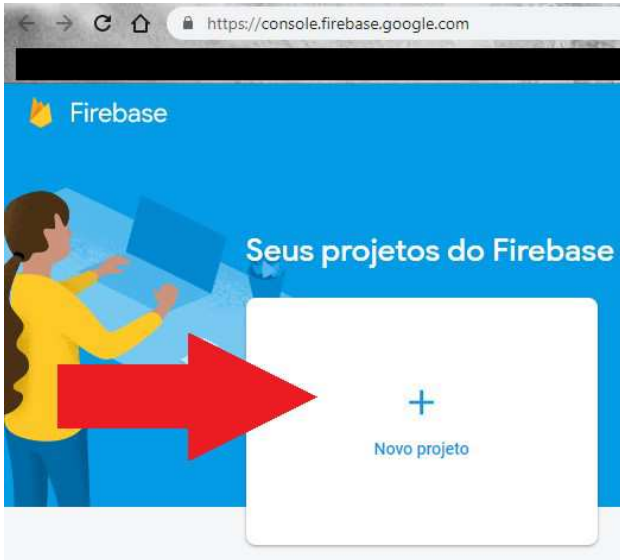 https://console.firebase.google.com
Firebase
Seus projetos do Firebase
+
Novo projeto